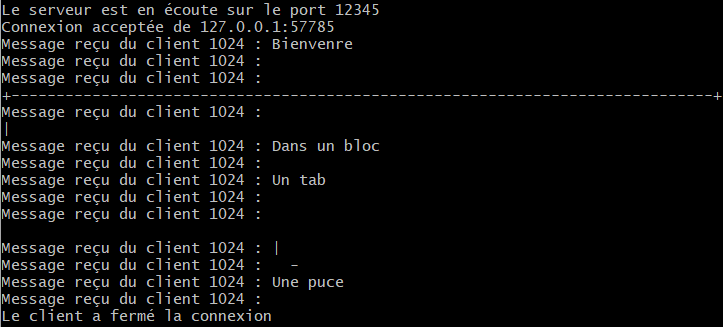 Le serveur est en écoute sur le port 12345
Connexion acceptée de 127.0.0.1:57785
Message reçu du client 1024 : Bienvenre
Message reçu du client 1024 :
Message reçu du client 1024 :
+------------------------------------------------------------------------------+
Message reçu du client 1024 :
|
Message reçu du client 1024 : Dans un bloc
Message reçu du client 1024 :
Message reçu du client 1024 : Un tab
Message reçu du client 1024 :
Message reçu du client 1024 :

Message reçu du client 1024 : |
Message reçu du client 1024 :   -
Message reçu du client 1024 : Une puce
Message reçu du client 1024 :
Le client a fermé la connexion